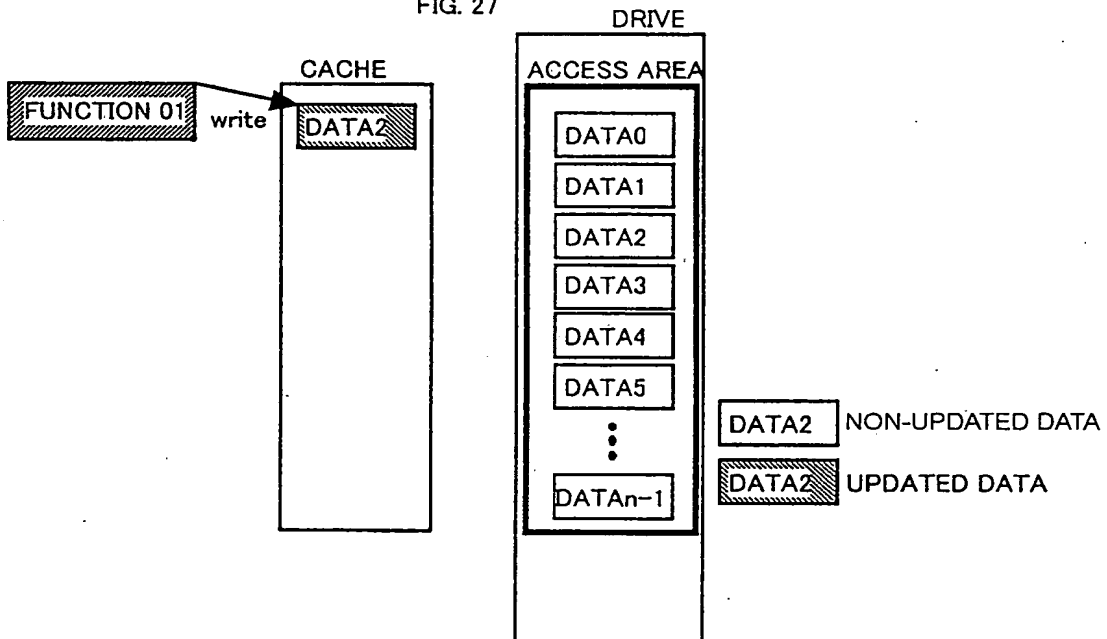 FIG. 27
DRIVE
CACHE
ACCESS AREA
FUNCTION 01
write
DATA2
DATA0
DATA1
DATA2
DATA3
DATA4
DATA5
DATAn-1
DATA2 NON-UPDATED DATA
DATA2 UPDATED DATA